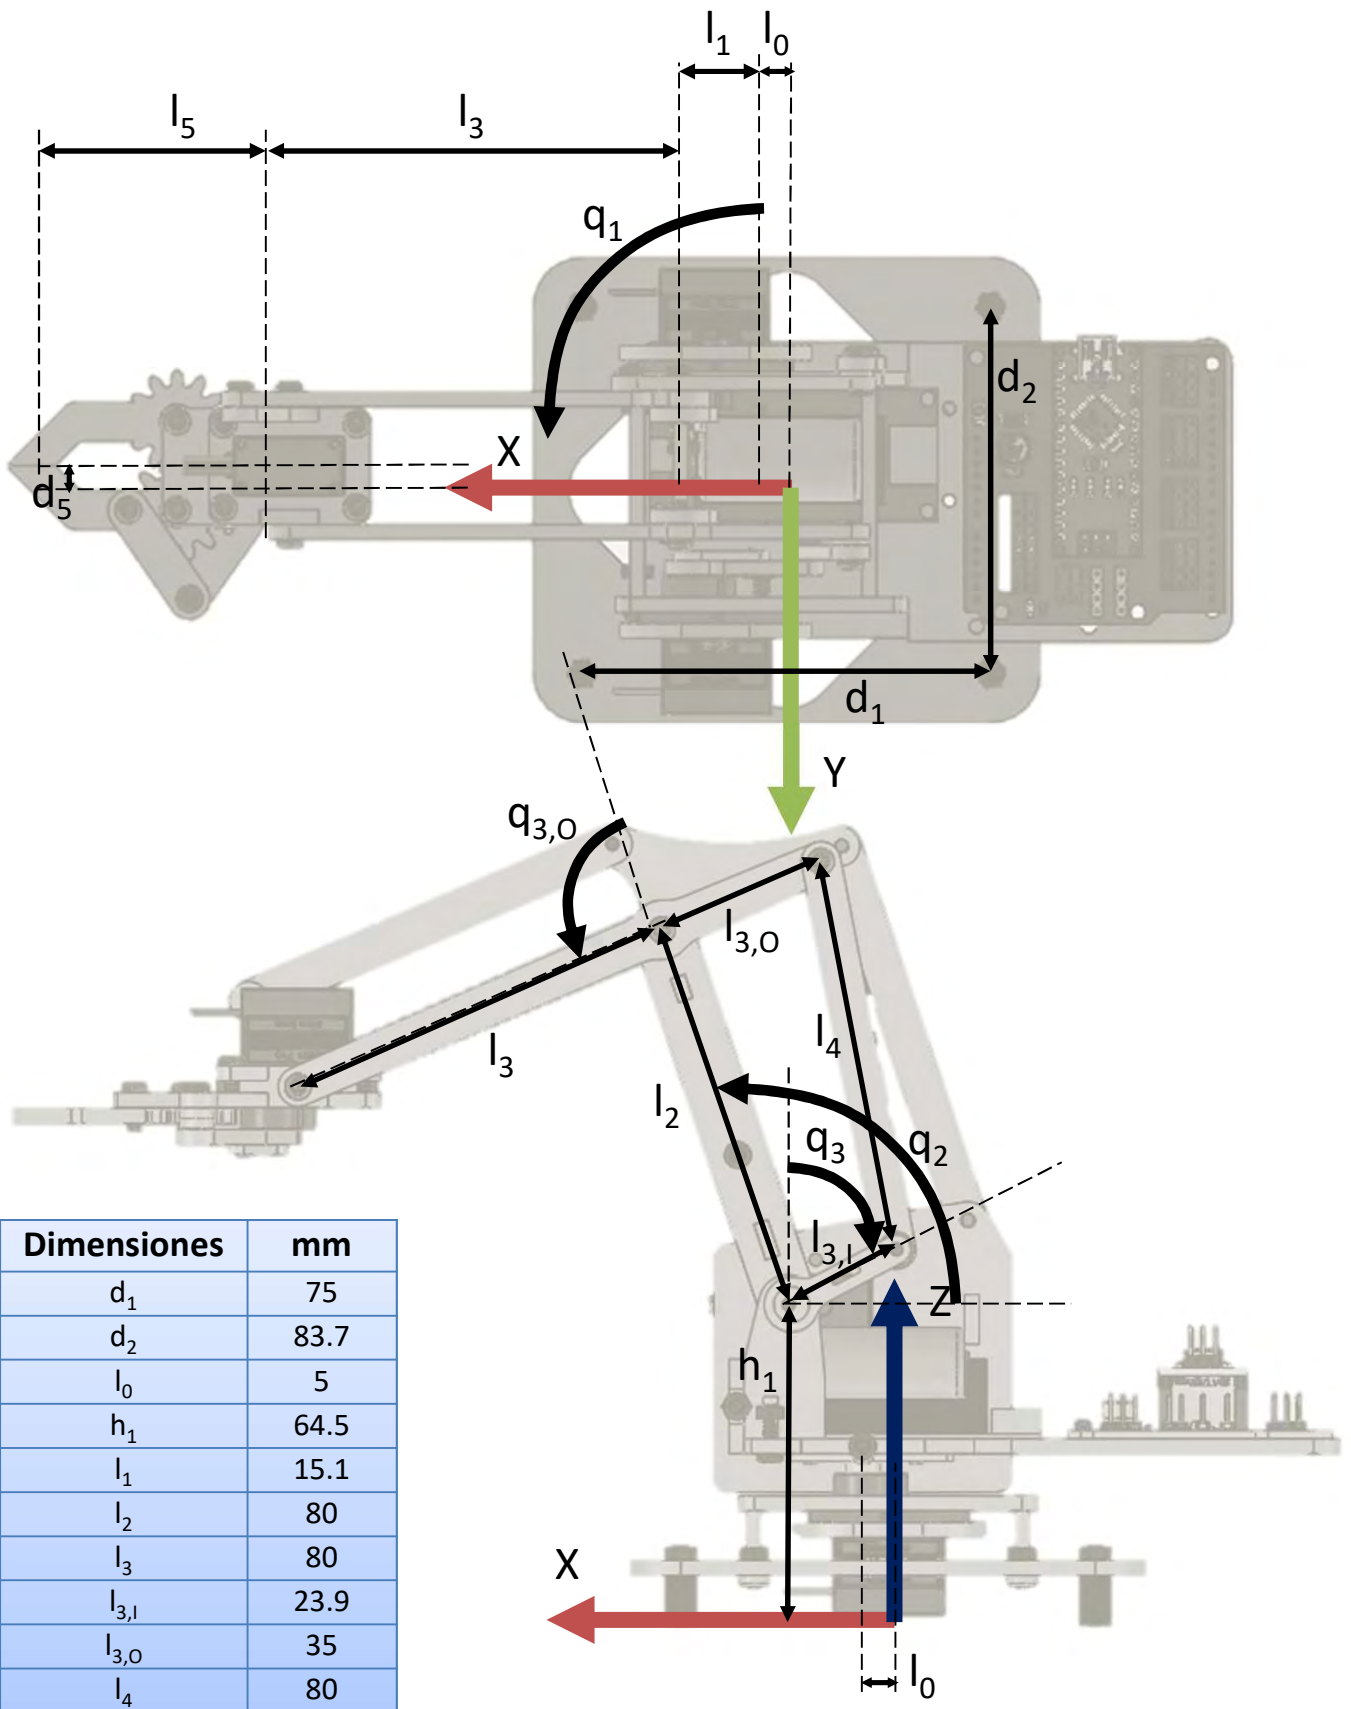 l1 l0
l5 l3
q1
d2
X
d5
d1
Y
q3,O
l3,O
l3
l4
l2
q3 q2
l3,I
Z
h1
X
l0
Dimensiones mm
d1 75
d2 83.7
l0 5
h1 64.5
l1 15.1
l2 80
l3 80
l3,I 23.9
l3,O 35
l4 80